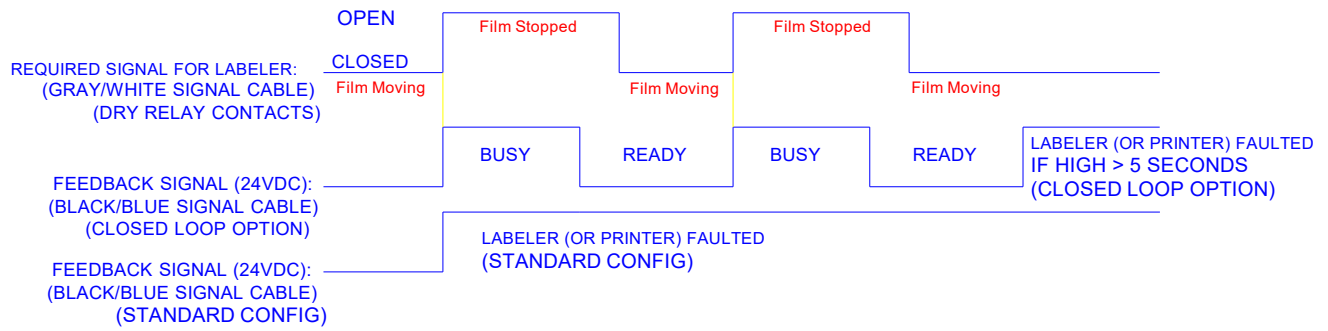 OPEN
Film Stopped
Film Stopped
CLOSED
REQUIRED SIGNAL FOR LABELER:
(GRAY/WHITE SIGNAL CABLE)
(DRY RELAY CONTACTS)
Film Moving
Film Moving
Film Moving
BUSY
READY
BUSY
READY
LABELER (OR PRINTER) FAULTED
IF HIGH > 5 SECONDS
(CLOSED LOOP OPTION)
FEEDBACK SIGNAL (24VDC):
(BLACK/BLUE SIGNAL CABLE)
(CLOSED LOOP OPTION)
LABELER (OR PRINTER) FAULTED
(STANDARD CONFIG)
FEEDBACK SIGNAL (24VDC):
(BLACK/BLUE SIGNAL CABLE)
(STANDARD CONFIG)